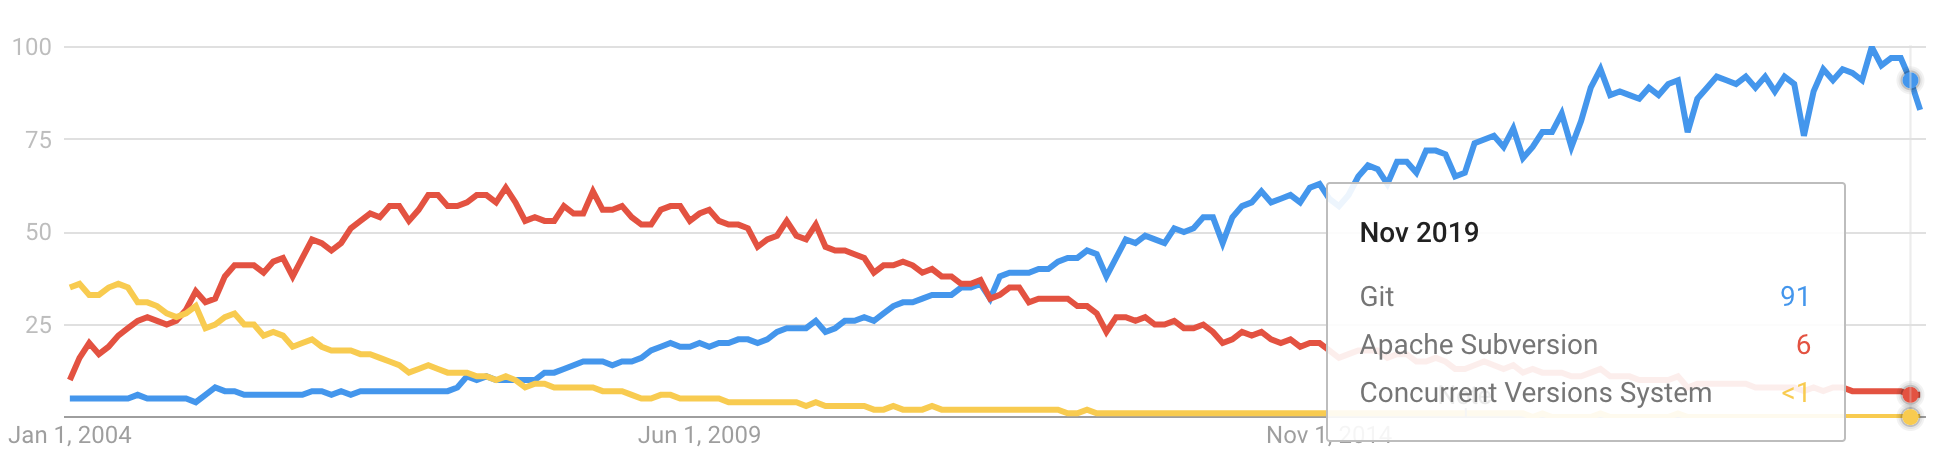 100
75
50
25
Jan 1, 2004
Jun 1, 2009
Nov 1, 2014
Nov 2019
Git 91
Apache Subversion 6
Concurrent Versions System <1